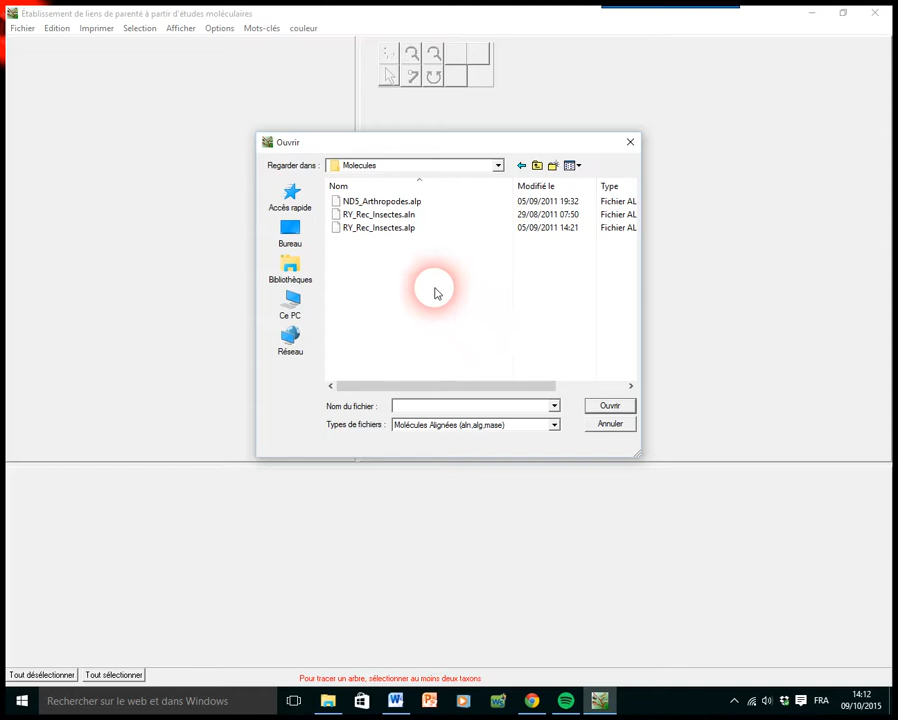 Etablissement de liens de parenté à partir d'études moléculaires
Fichier Edition Imprimer Selection Afficher Options Mots-clés couleur
Ouvrir
Regarder dans : Molecules
Nom Modifié le Type
ND5_Arthropodes.alp 05/09/2011 19:32 Fichier AL
RY_Rec_Insectes.aln 29/08/2011 07:50 Fichier AL
RY_Rec_Insectes.alp 05/09/2011 14:21 Fichier AL
Accès rapide
Bureau
Bibliothèques
Ce PC
Réseau
Nom du fichier : Ouvrir
Types de fichiers : Molécules Alignées (aln,alg,mase) Annuler
Tout désélectionner Tout sélectionner
Pour tracer un arbre, sélectionner au moins deux taxons
Rechercher sur le web et dans Windows
FRA
14:12
09/10/2015